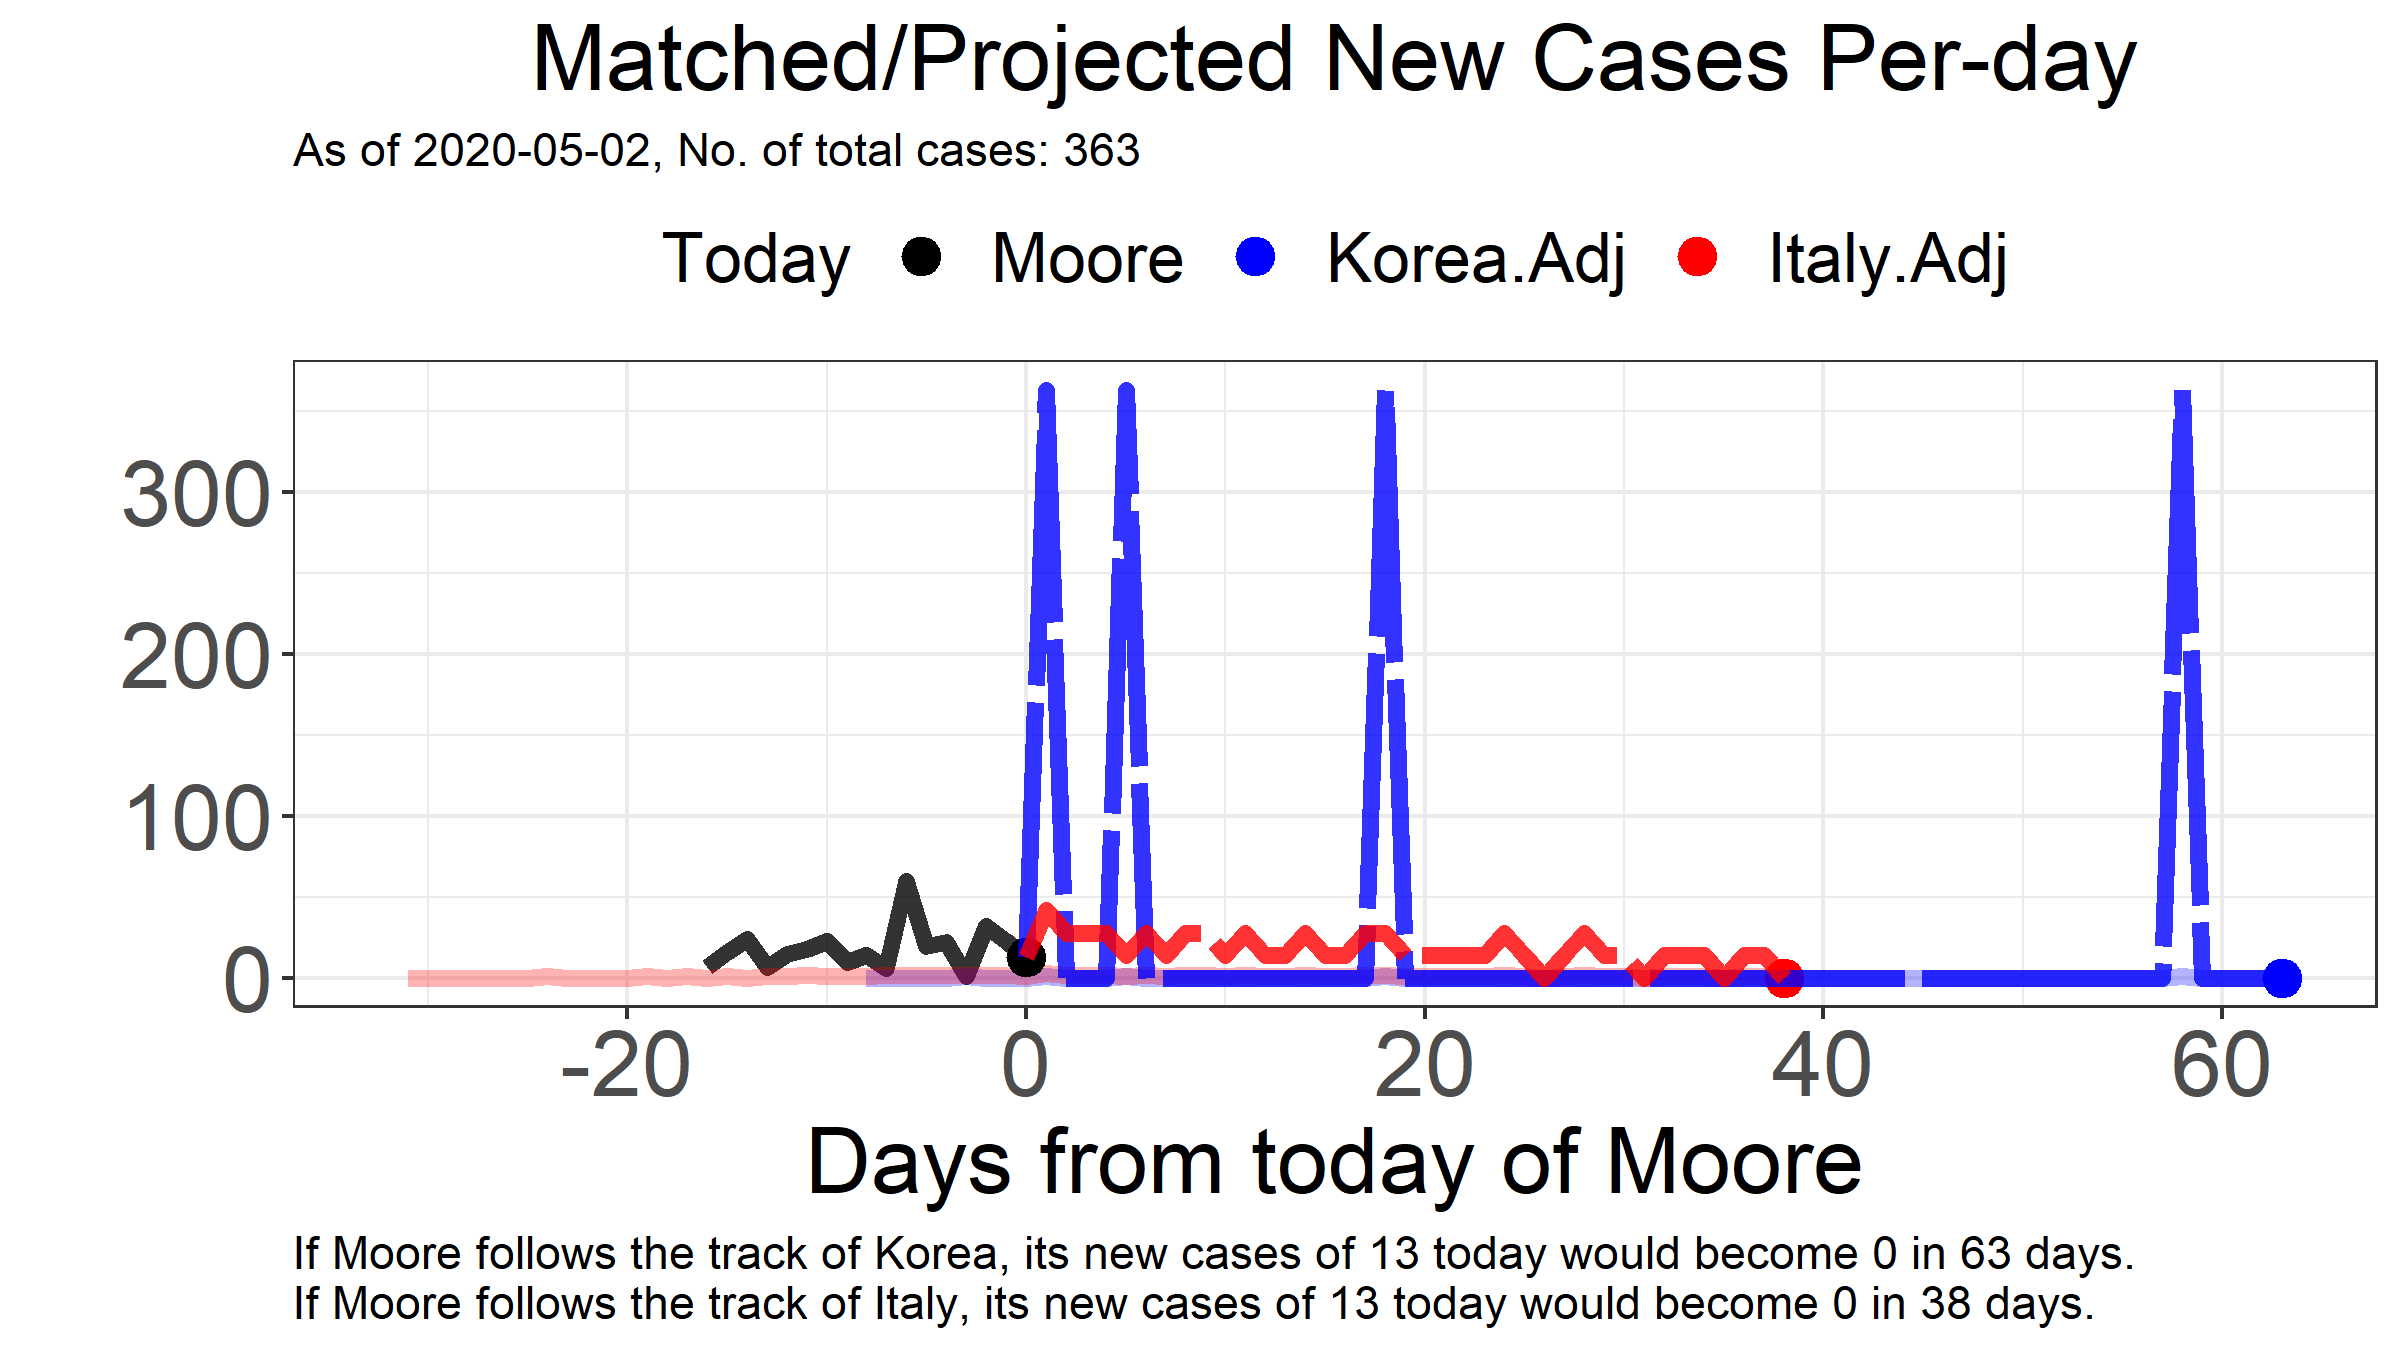 Matched/Projected New Cases Per-day
As of 2020-05-02, No. of total cases: 363
Today Moore Korea.Adj Italy.Adj
300
200
100
0
-20 0 20 40 60
Days from today of Moore
If Moore follows the track of Korea, its new cases of 13 today would become 0 in 63 days.
If Moore follows the track of Italy, its new cases of 13 today would become 0 in 38 days.